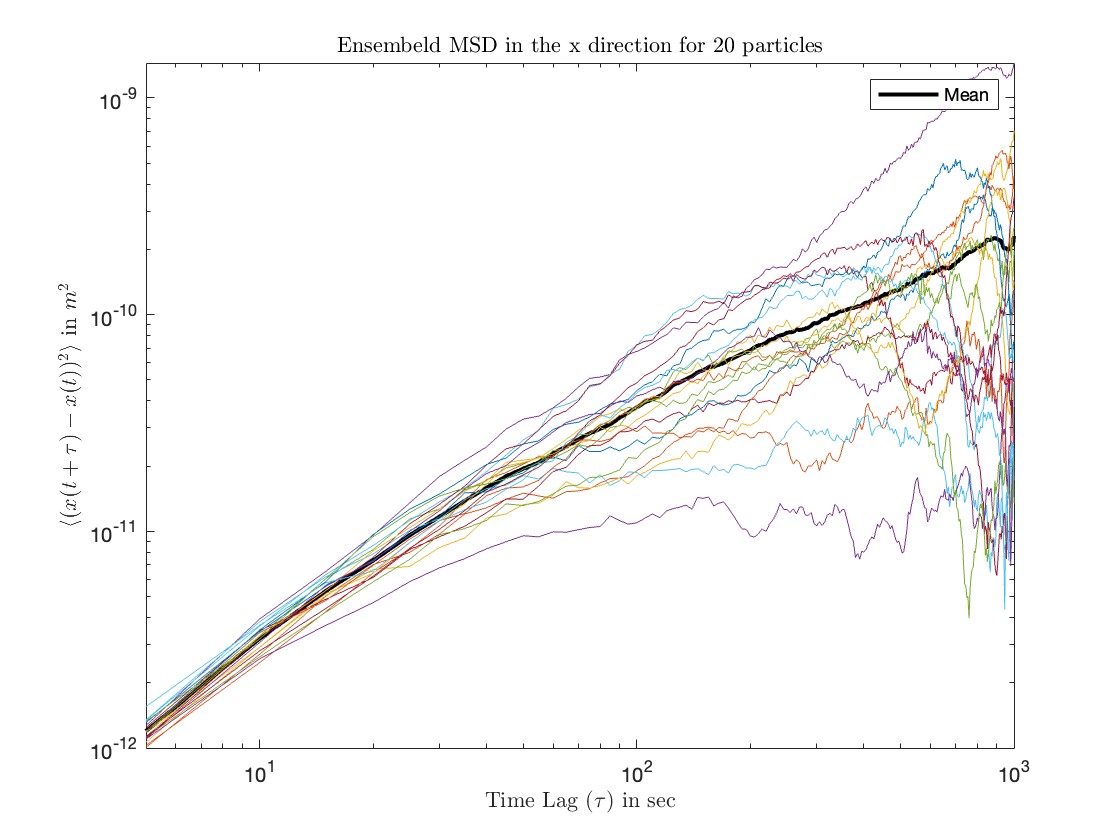 Ensembeld MSD in the x direction for 20 particles
Mean
10^-9
10^-10
10^-11
10^-12
⟨(x(t + τ) − x(t))²⟩ in m²
10^1
10^2
10^3
Time Lag (τ) in sec